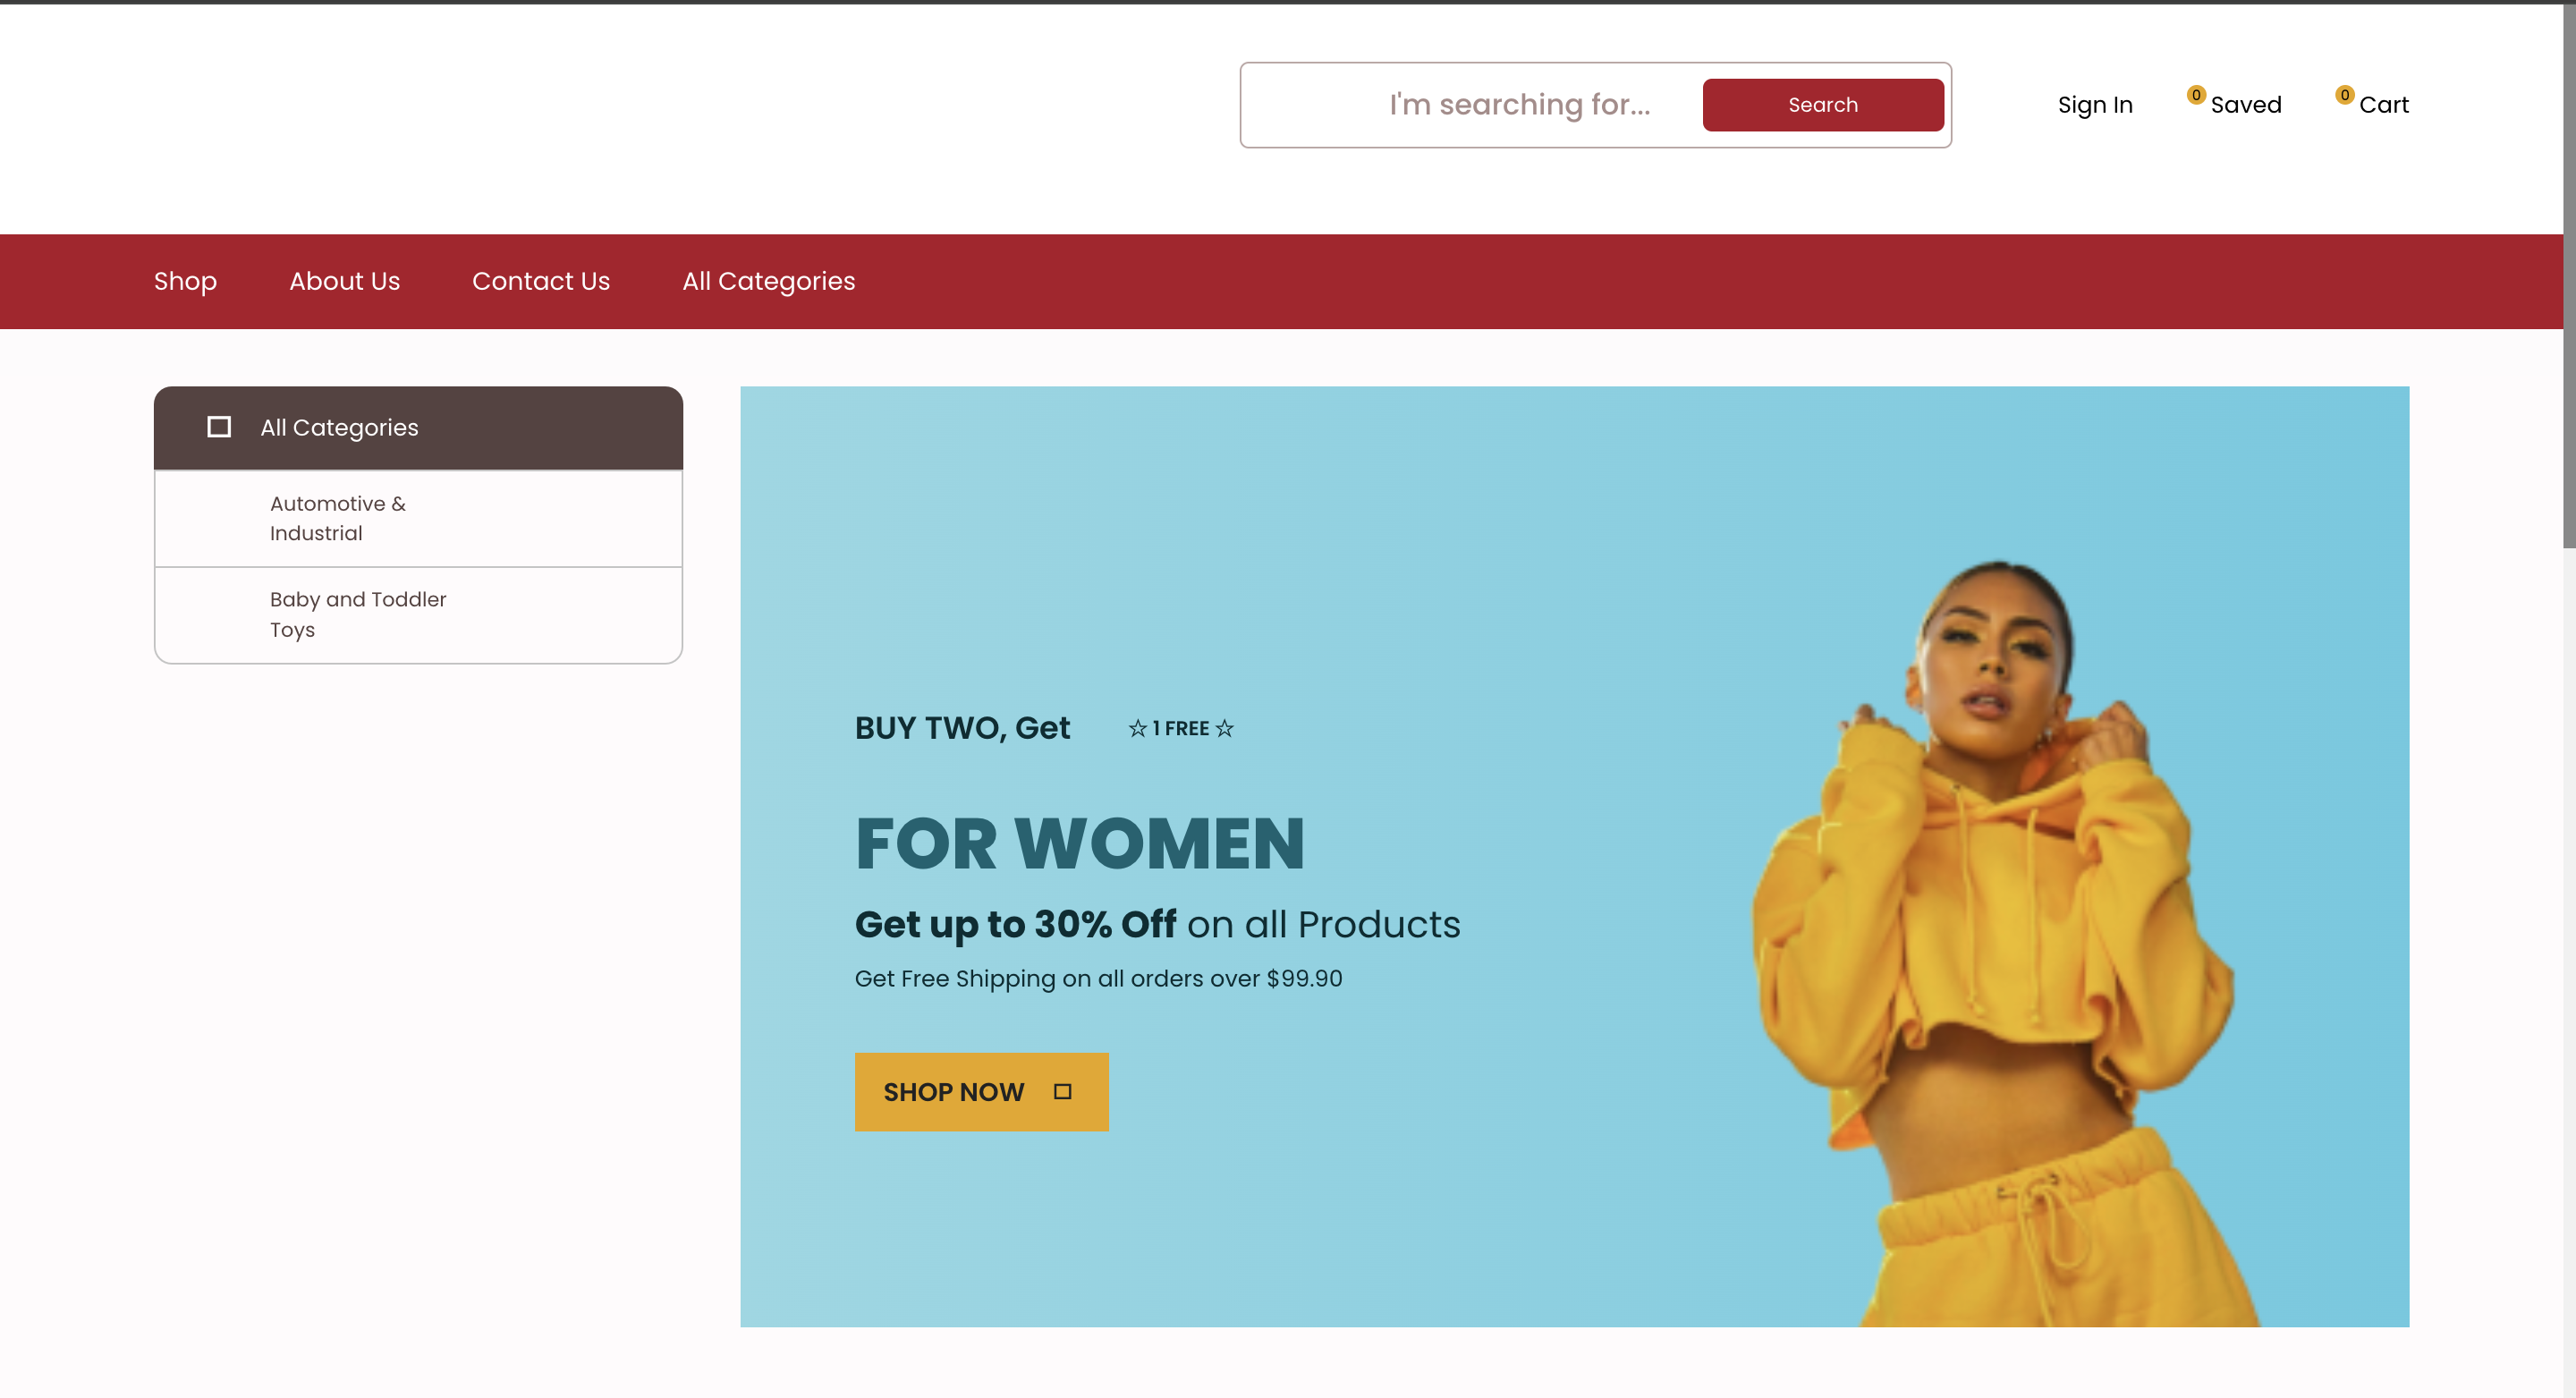 I'm searching for...
Search
Sign In
0
Saved
0
Cart
Shop
About Us
Contact Us
All Categories
All Categories
Automotive &
Industrial
Baby and Toddler
Toys
BUY TWO, Get
☆ 1 FREE ☆
FOR WOMEN
Get up to 30% Off on all Products
Get Free Shipping on all orders over $99.90
SHOP NOW